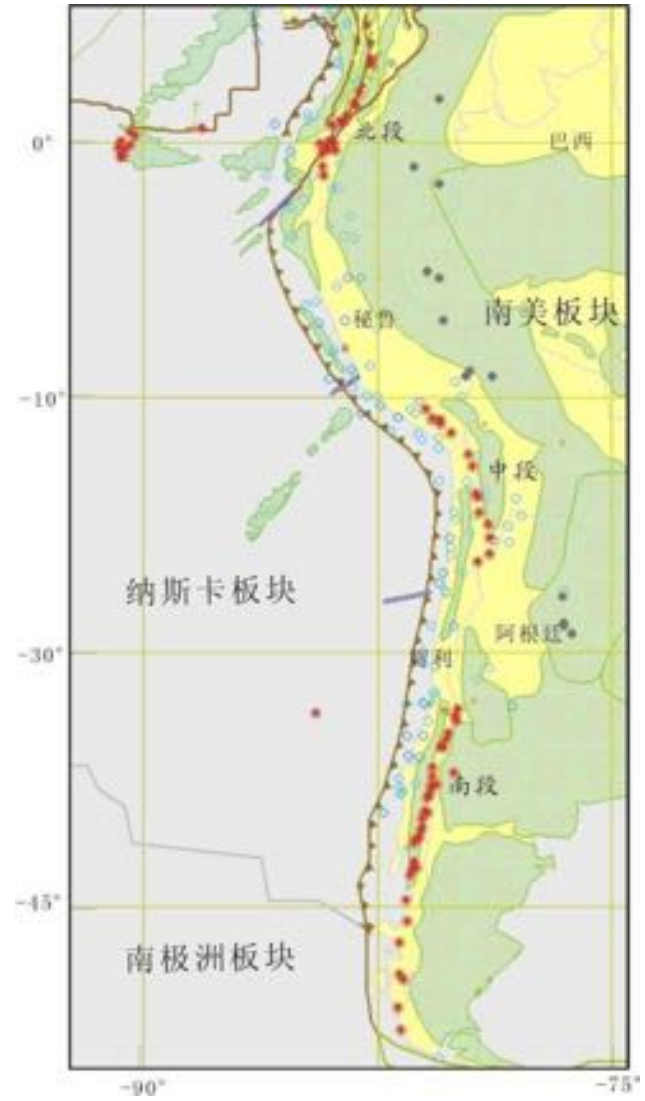 北段
0°
巴西
南美板块
秘鲁
-10°
中段
纳斯卡板块
阿根廷
-30°
智利
南段
-45°
南极洲板块
-90°
-75°